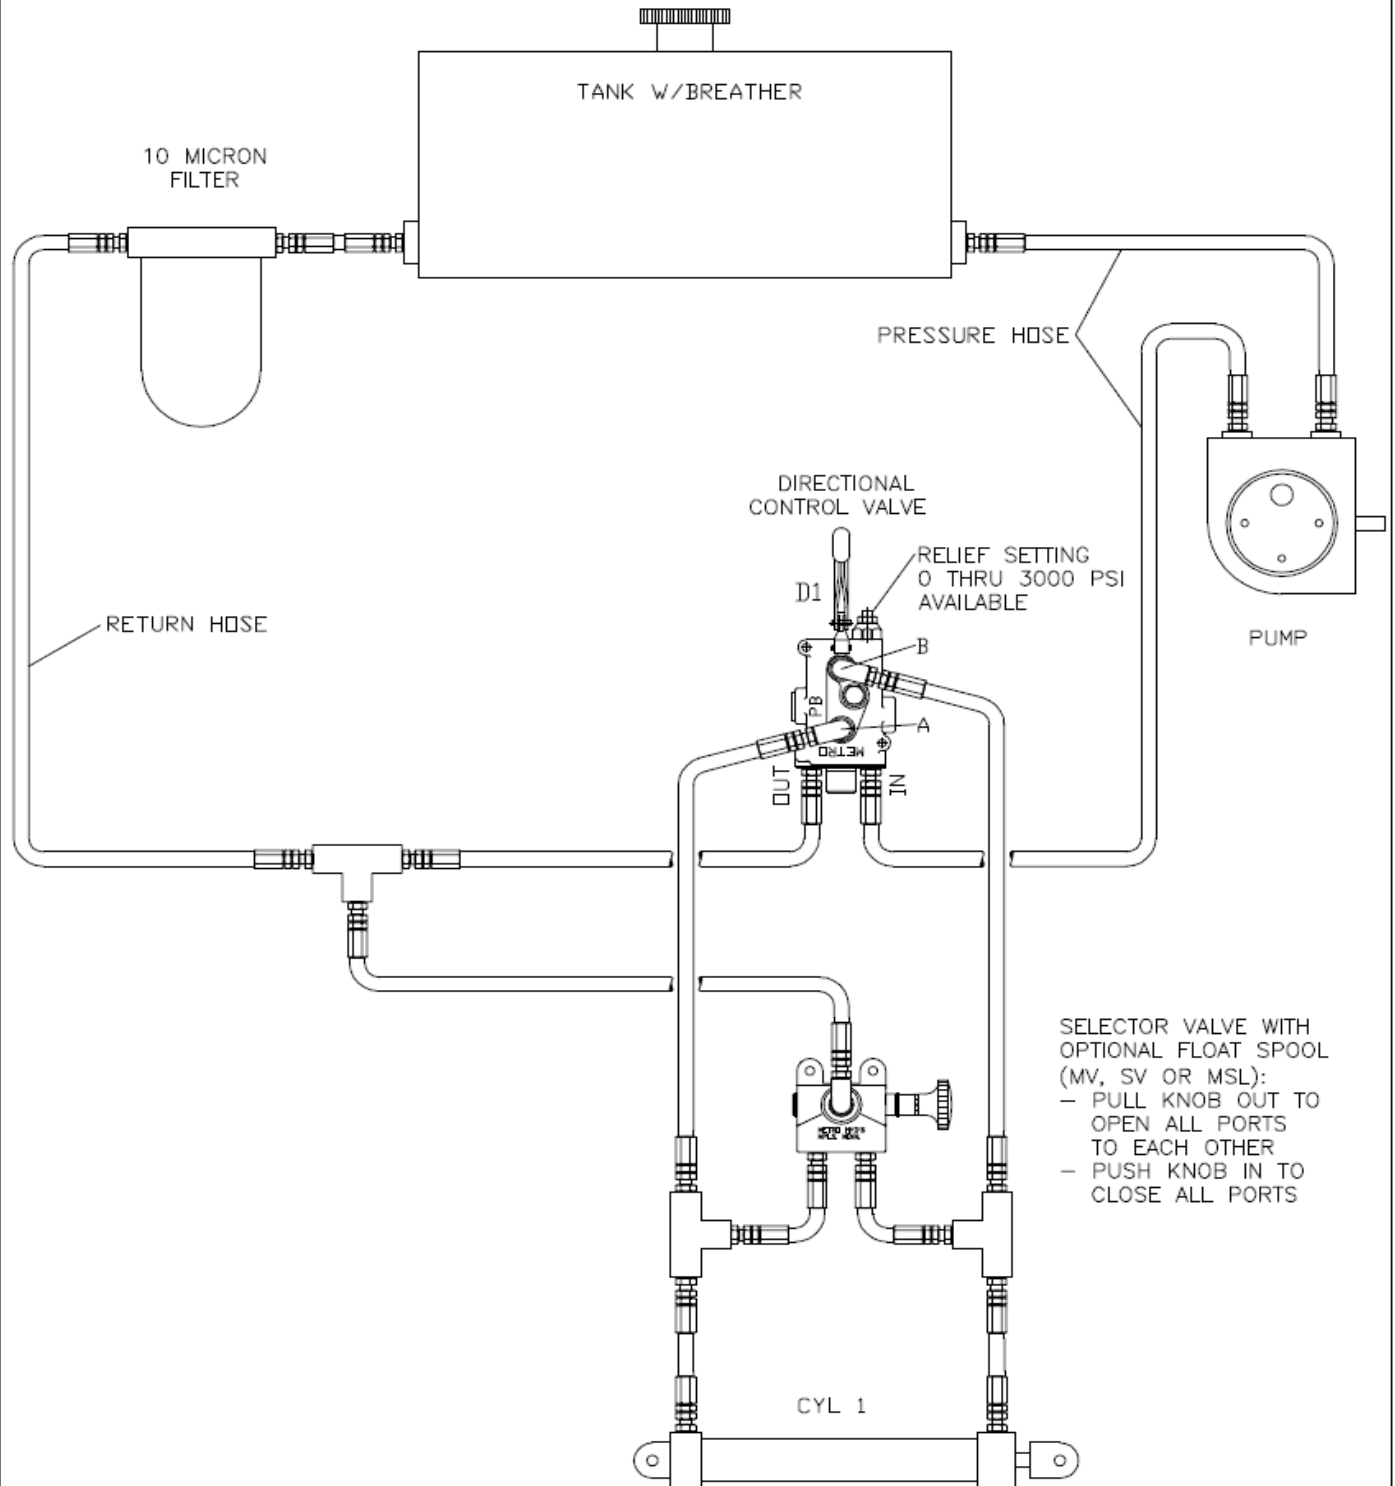 TANK W/BREATHER
10 MICRON
FILTER
PRESSURE HOSE
DIRECTIONAL
CONTROL VALVE
RELIEF SETTING
0 THRU 3000 PSI
AVAILABLE
D1
RETURN HOSE
PUMP
B
PB
A
METRO
OUT
IN
SELECTOR VALVE WITH
OPTIONAL FLOAT SPOOL
(MV, SV OR MSL):
— PULL KNOB OUT TO
OPEN ALL PORTS
TO EACH OTHER
— PUSH KNOB IN TO
CLOSE ALL PORTS
METRO
CYL 1